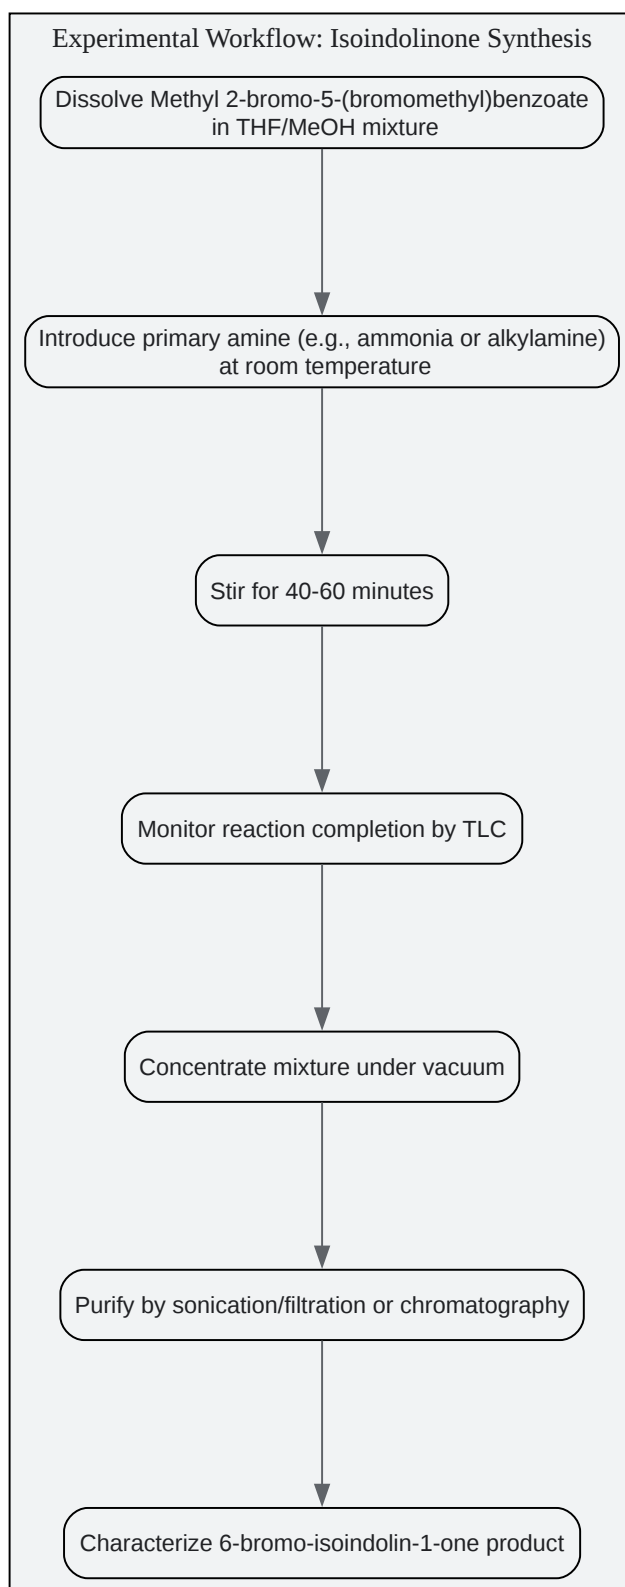 Experimental Workflow: Isoindolinone Synthesis
Dissolve Methyl 2-bromo-5-(bromomethyl)benzoate
in THF/MeOH mixture
Introduce primary amine (e.g., ammonia or alkylamine)
at room temperature
Stir for 40-60 minutes
Monitor reaction completion by TLC
Concentrate mixture under vacuum
Purify by sonication/filtration or chromatography
Characterize 6-bromo-isoindolin-1-one product